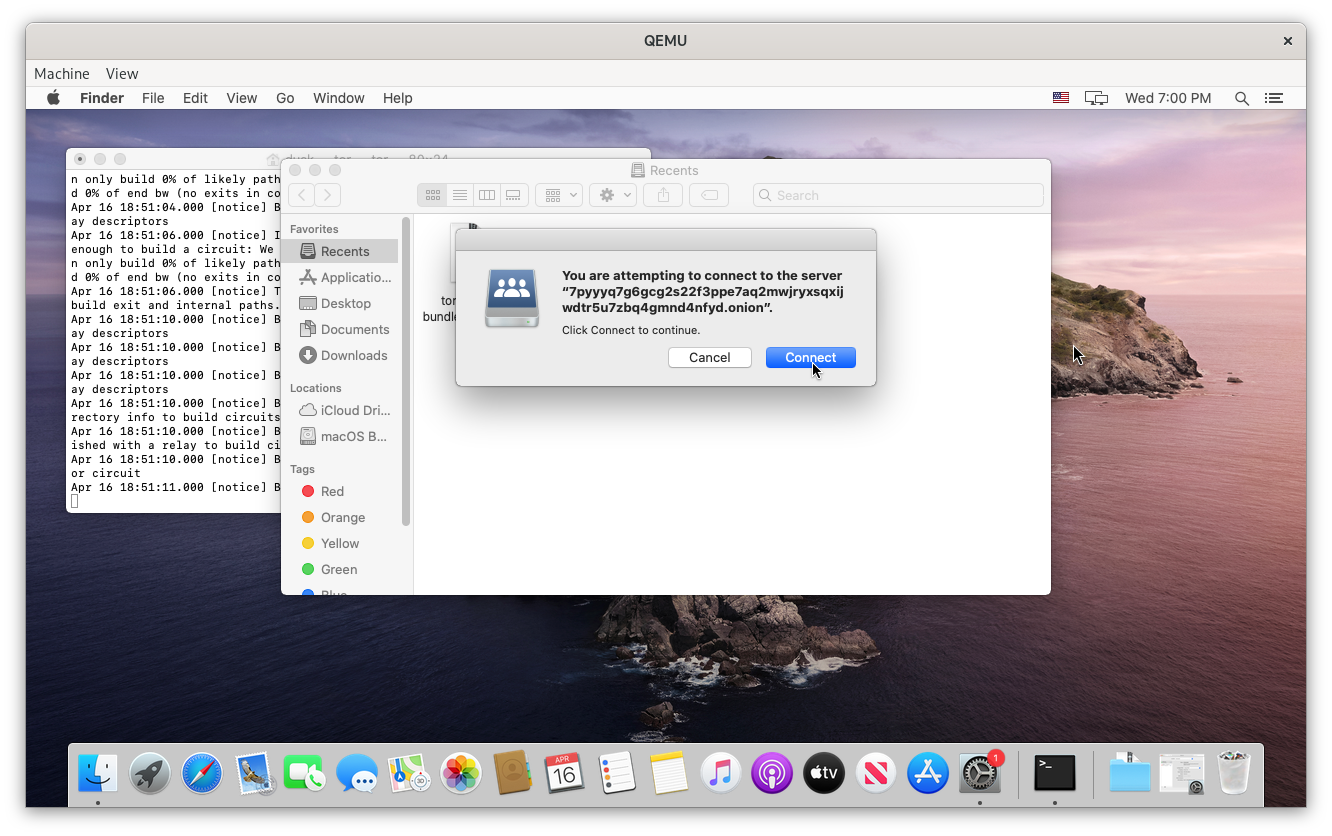 QEMU
Machine View
Finder File Edit View Go Window Help Wed 7:00 PM
n only build 0% of likely path
d 0% of end bw (no exits in co
Apr 16 18:51:04.000 [notice] B
ay descriptors
Apr 16 18:51:06.000 [notice] I
enough to build a circuit: We
n only build 0% of likely path
d 0% of end bw (no exits in co
Apr 16 18:51:06.000 [notice] T
build exit and internal paths.
Apr 16 18:51:10.000 [notice] B
ay descriptors
Apr 16 18:51:10.000 [notice] B
ay descriptors
Apr 16 18:51:10.000 [notice] B
ay descriptors
Apr 16 18:51:10.000 [notice] B
rectory info to build circuits
Apr 16 18:51:10.000 [notice] B
ished with a relay to build ci
Apr 16 18:51:10.000 [notice] B
or circuit
Apr 16 18:51:11.000 [notice] B
Recents
Search
Favorites
Recents
Applicatio...
Desktop
Documents
Downloads
Locations
iCloud Dri...
macOS B...
Tags
Red
Orange
Yellow
Green
Blue
tor
bundle
You are attempting to connect to the server
“7pyyyq7g6gcg2s22f3ppe7aq2mwjryxsqxij
wdtr5u7zbq4gmnd4nfyd.onion”.
Click Connect to continue.
Cancel Connect
APR
16
3D
tv
1
>_